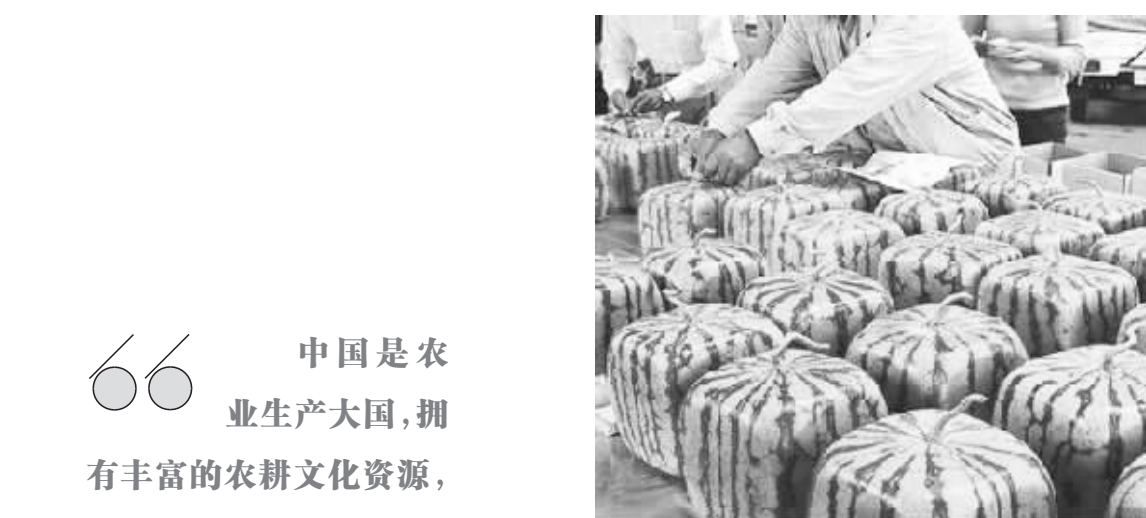 中国是农
业生产大国，拥
有丰富的农耕文化资源，